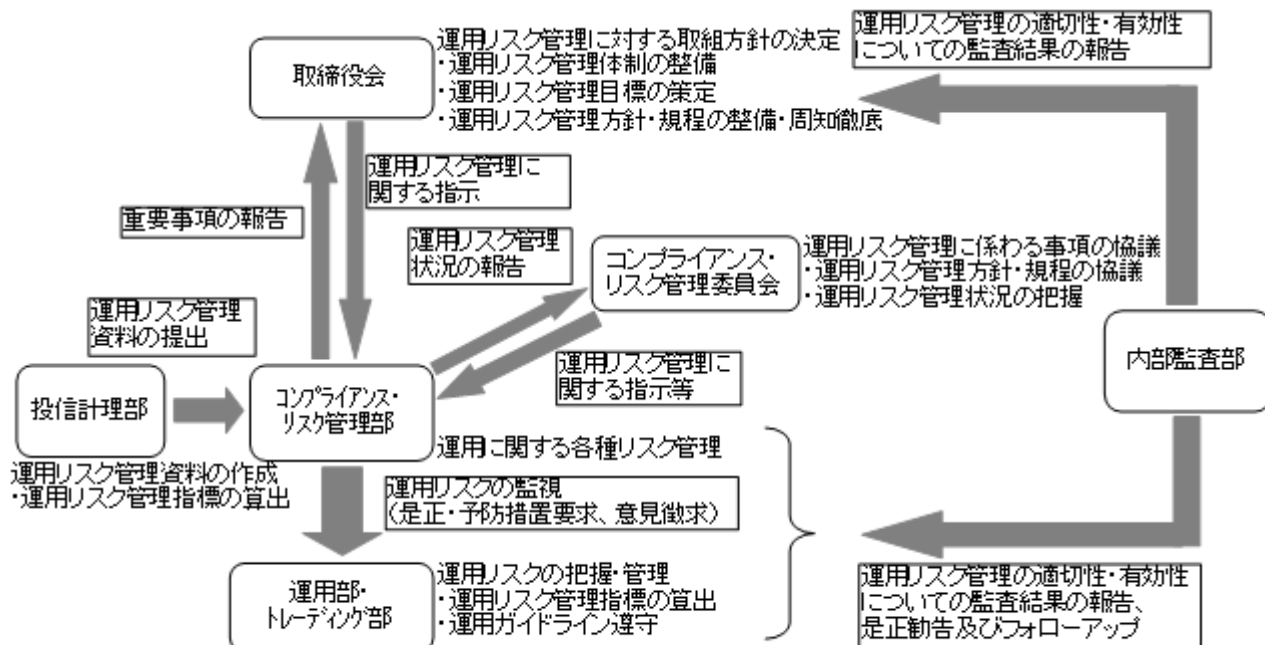 運用リスク管理に対する取組方針の決定
・運用リスク管理体制の整備
・運用リスク管理目標の策定
・運用リスク管理方針・規程の整備・周知徹底
取締役会
運用リスク管理の適切性・有効性
についての監査結果の報告
運用リスク管理に
関する指示
重要事項の報告
運用リスク管理
状況の報告
コンプライアンス・
リスク管理委員会
運用リスク管理に係わる事項の協議
・運用リスク管理方針・規程の協議
・運用リスク管理状況の把握
運用リスク管理
資料の提出
運用リスク管理に
関する指示等
内部監査部
投信計理部
コンプライアンス・
リスク管理部
運用に関する各種リスク管理
運用リスク管理資料の作成
・運用リスク管理指標の算出
運用リスクの監視
(是正・予防措置要求、意見徴求)
運用部・
トレーディング部
運用リスクの把握・管理
・運用リスク管理指標の算出
・運用ガイドライン遵守
運用リスク管理の適切性・有効性
についての監査結果の報告、
是正勧告及びフォローアップ